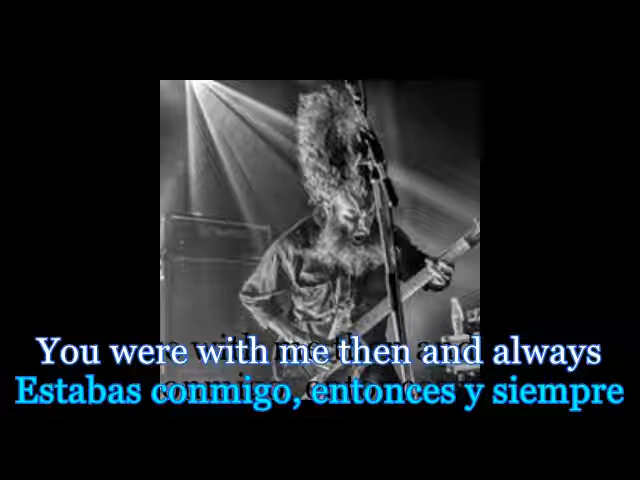 You were with me then and always
Estabas conmigo, entonces y siempre